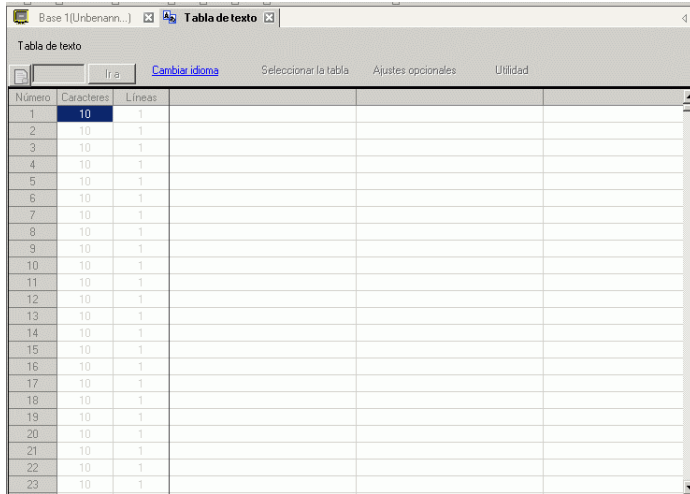 Base 1(Unbenann...) Tabla de texto
Tabla de texto
Ir a Cambiar idioma Seleccionar la tabla Ajustes opcionales Utilidad
Número Caracteres Líneas
1 10 1
2 10 1
3 10 1
4 10 1
5 10 1
6 10 1
7 10 1
8 10 1
9 10 1
10 10 1
11 10 1
12 10 1
13 10 1
14 10 1
15 10 1
16 10 1
17 10 1
18 10 1
19 10 1
20 10 1
21 10 1
22 10 1
23 10 1